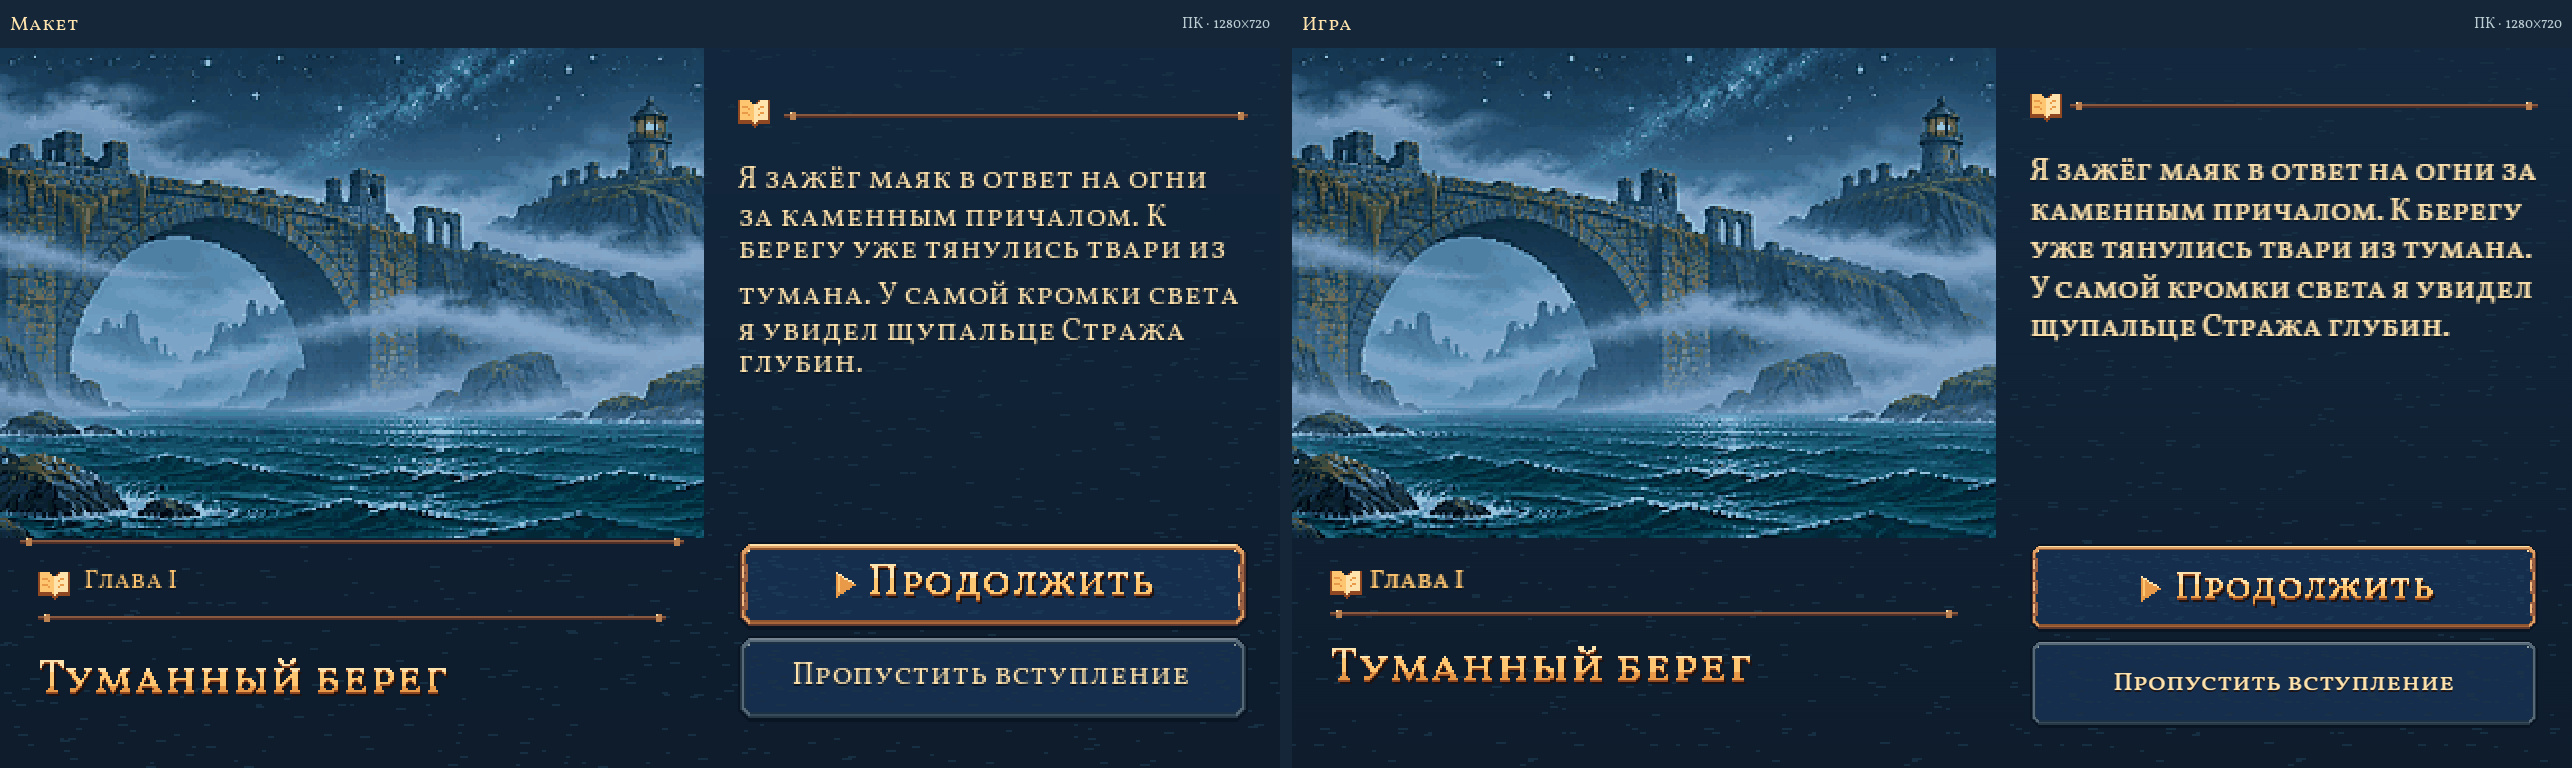 Макет
ПК · 1280×720
Я зажёг маяк в ответ на огни
за каменным причалом. К
берегу уже тянулись твари из
тумана. У самой кромки света
я увидел щупальце Стража
глубин.
Глава I
Туманный берег
Продолжить
Пропустить вступление
Игра
ПК · 1280×720
Я зажёг маяк в ответ на огни за
каменным причалом. К берегу
уже тянулись твари из тумана.
У самой кромки света я увидел
щупальце Стража глубин.
Глава I
Туманный берег
Продолжить
Пропустить вступление